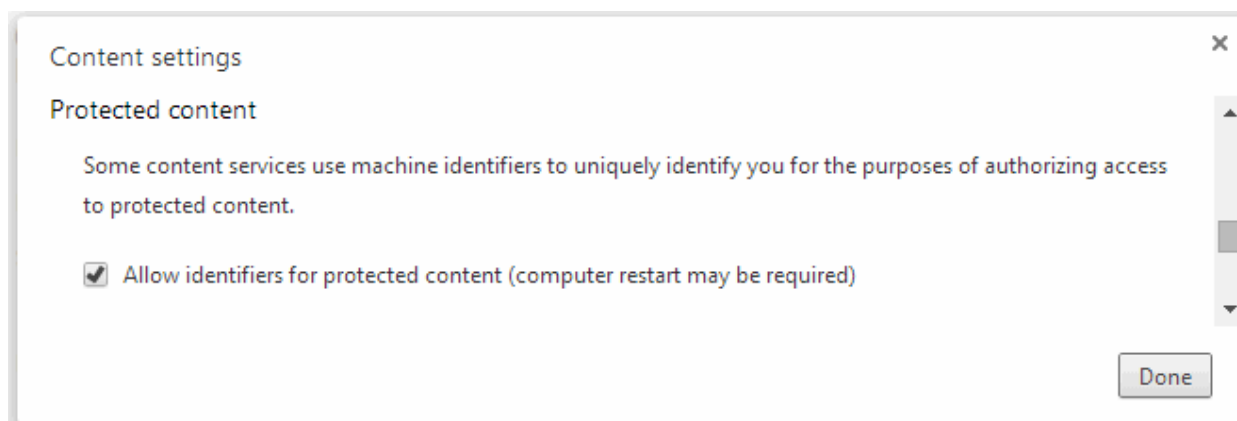 Content settings
Protected content
Some content services use machine identifiers to uniquely identify you for the purposes of authorizing access
to protected content.
Allow identifiers for protected content (computer restart may be required)
Done